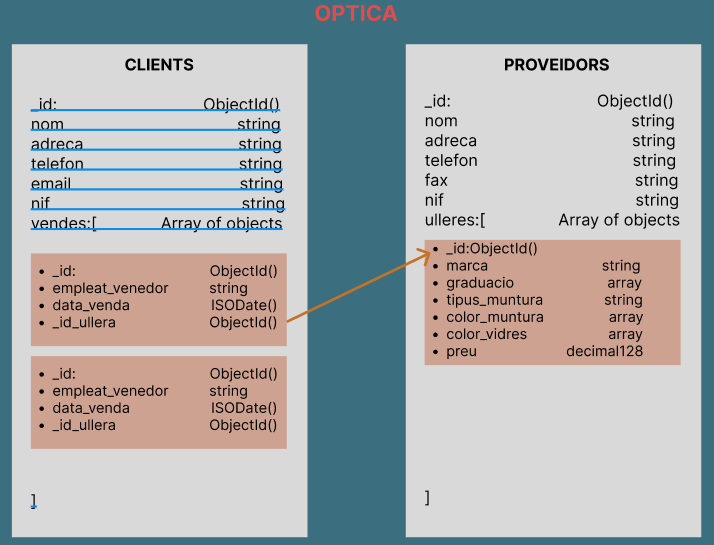 OPTICA
CLIENTS
_id: ObjectId()
nom string
adreca string
telefon string
email string
nif string
vendes:[ Array of objects
• _id: ObjectId()
• empleat_venedor string
• data_venda ISODate()
• _id_ullera ObjectId()
• _id: ObjectId()
• empleat_venedor string
• data_venda ISODate()
• _id_ullera ObjectId()
]
PROVEIDORS
_id: ObjectId()
nom string
adreca string
telefon string
fax string
nif string
ulleres:[ Array of objects
• _id:ObjectId()
• marca string
• graduacio array
• tipus_muntura string
• color_muntura array
• color_vidres array
• preu decimal128
]